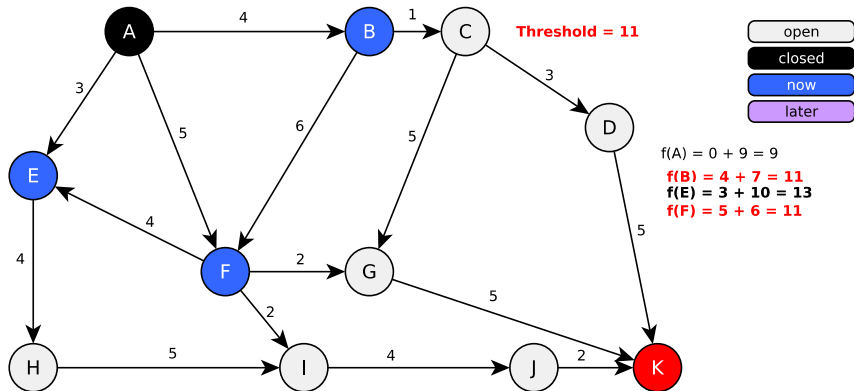 A
4
B
1
C
Threshold = 11
open
closed
now
later
3
5
6
5
3
D
f(A) = 0 + 9 = 9
f(B) = 4 + 7 = 11
f(E) = 3 + 10 = 13
f(F) = 5 + 6 = 11
E
4
F
2
G
5
4
2
5
H
5
I
4
J
2
K